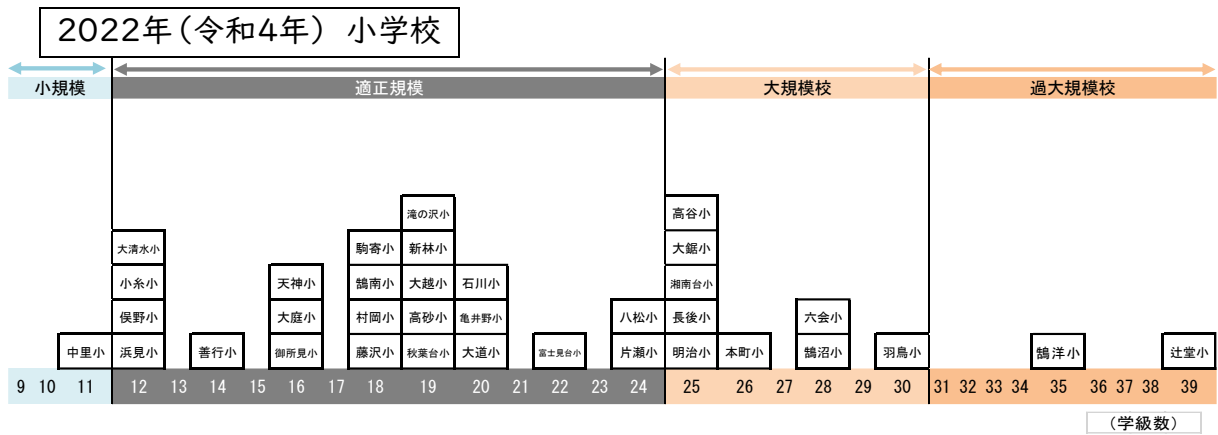 2022年(令和4年) 小学校
小規模 適正規模 大規模校 過大規模校
滝の沢小 高谷小
大清水小 駒寄小 新林小 大鋸小
小糸小 天神小 鵠南小 大越小 石川小 湘南台小
俣野小 大庭小 村岡小 高砂小 亀井野小 八松小 長後小 六会小
中里小 浜見小 善行小 御所見小 藤沢小 秋葉台小 大道小 富士見台小 片瀬小 明治小 本町小 鵠沼小 羽鳥小 鵠洋小 辻堂小
9 10 11 12 13 14 15 16 17 18 19 20 21 22 23 24 25 26 27 28 29 30 31 32 33 34 35 36 37 38 39
(学級数)